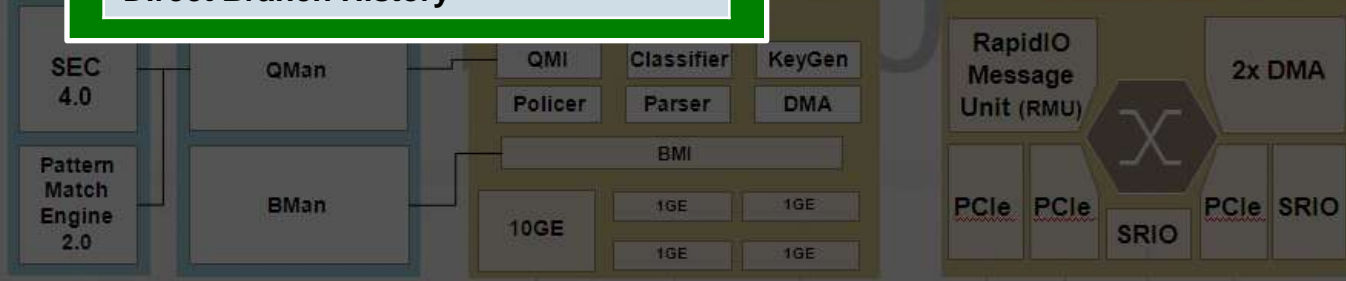 Direct Branch History
SEC
4.0
Pattern
Match
Engine
2.0
QMan
BMan
QMI
Classifier
KeyGen
Policer
Parser
DMA
BMI
10GE
1GE
1GE
1GE
1GE
RapidIO
Message
Unit (RMU)
2x DMA
PCIe
PCIe
SRIO
PCIe
SRIO